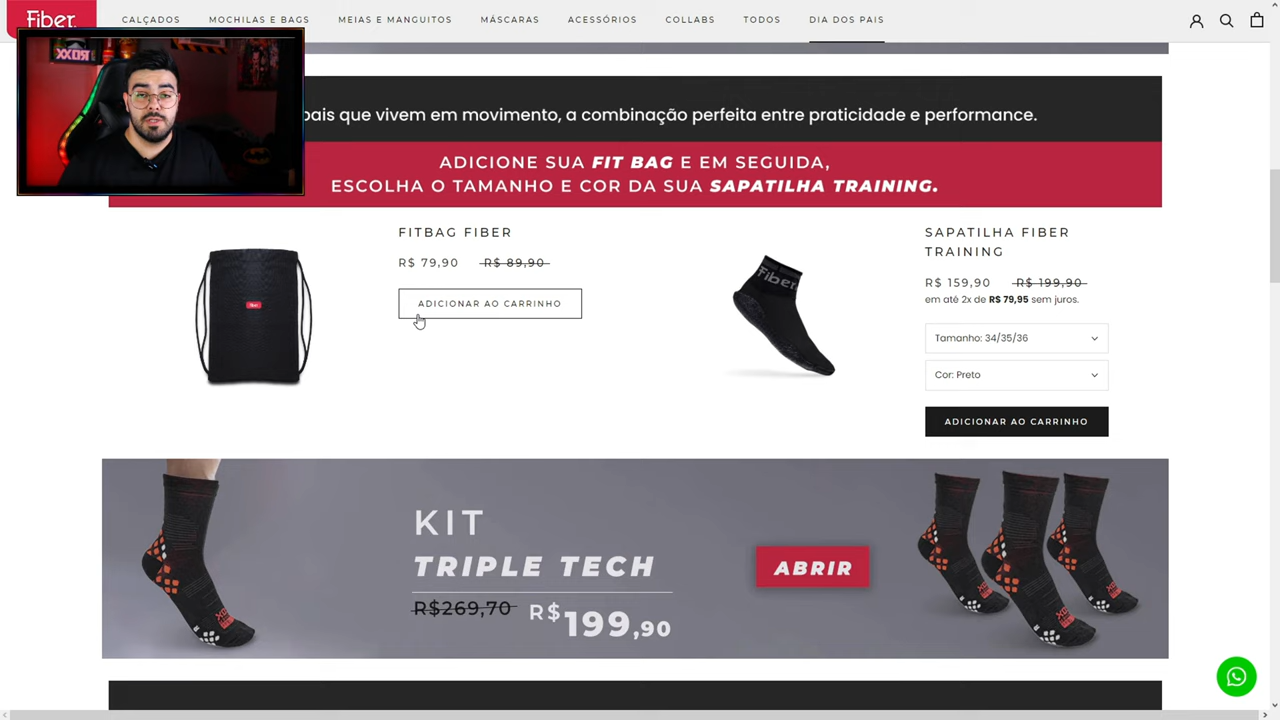 Fiber.
CALÇADOS
MOCHILAS E BAGS
MEIAS E MANGUITOS
MÁSCARAS
ACESSÓRIOS
COLLABS
TODOS
DIA DOS PAIS
pais que vivem em movimento, a combinação perfeita entre praticidade e performance.
ADICIONE SUA FIT BAG E EM SEGUIDA,
ESCOLHA O TAMANHO E COR DA SUA SAPATILHA TRAINING.
FITBAG FIBER
R$ 79,90 R$ 89,90
ADICIONAR AO CARRINHO
Fiber.
SAPATILHA FIBER
TRAINING
R$ 159,90 R$ 199,90
em até 2x de R$ 79,95 sem juros.
Tamanho: 34/35/36
Cor: Preto
ADICIONAR AO CARRINHO
KIT
TRIPLE TECH
R$269,70 R$199,90
ABRIR